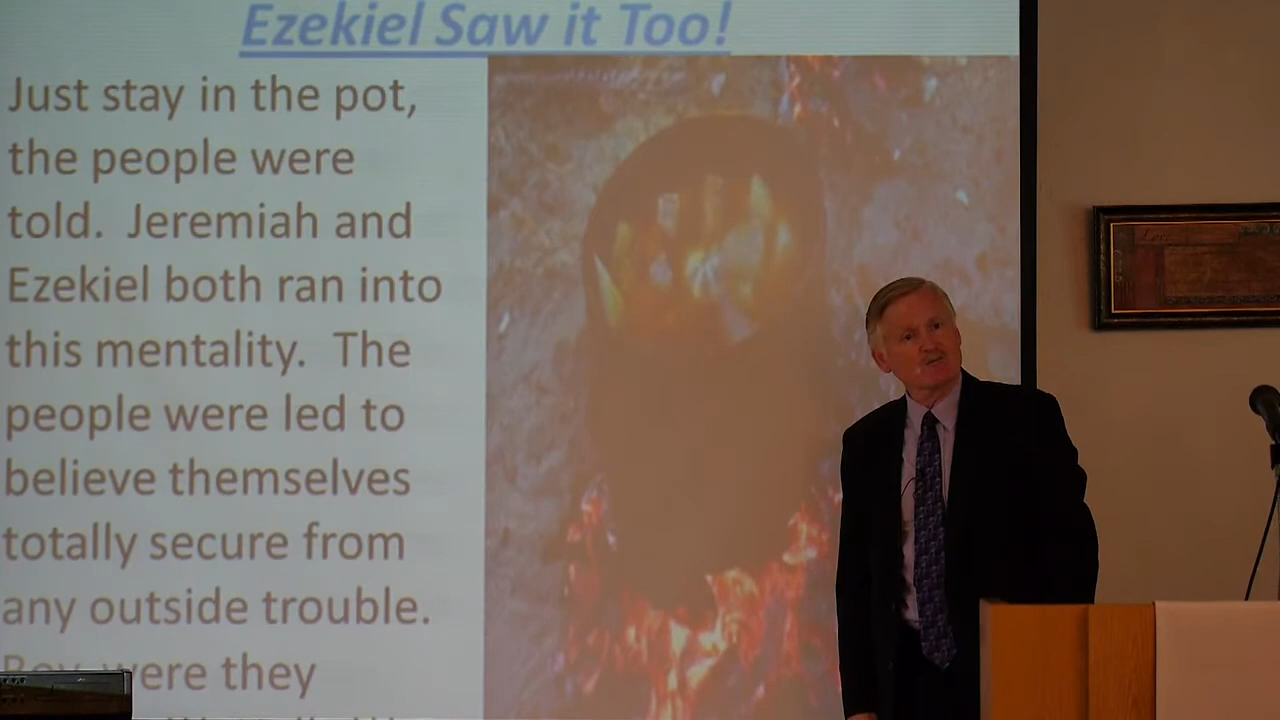 Ezekiel Saw it Too!
Just stay in the pot,
the people were
told. Jeremiah and
Ezekiel both ran into
this mentality. The
people were led to
believe themselves
totally secure from
any outside trouble.
Boy, were they